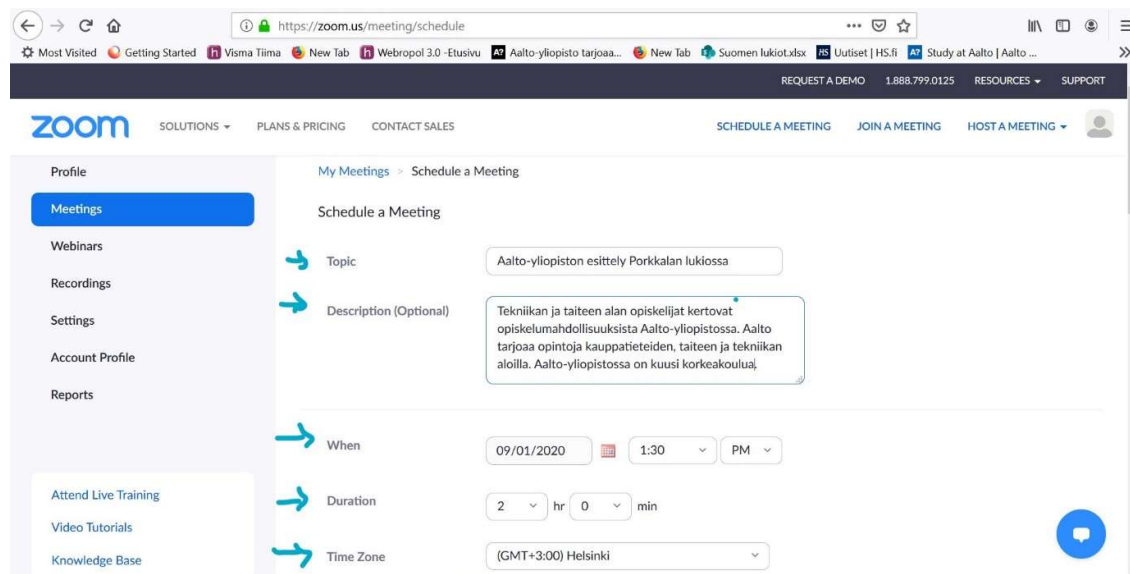 https://zoom.us/meeting/schedule
Most Visited Getting Started Visma Tiima New Tab Webropol 3.0 -Etusivu Aalto-yliopisto tarjoaa... New Tab Suomen lukiot.xlsx Uutiset | HS.fi Study at Aalto | Aalto ...
REQUEST A DEMO 1.888.799.0125 RESOURCES SUPPORT
zoom SOLUTIONS PLANS & PRICING CONTACT SALES SCHEDULE A MEETING JOIN A MEETING HOST A MEETING
Profile
Meetings
Webinars
Recordings
Settings
Account Profile
Reports
Attend Live Training
Video Tutorials
Knowledge Base
My Meetings > Schedule a Meeting
Schedule a Meeting
Topic Aalto-yliopiston esittely Porkkalan lukiossa
Description (Optional) Tekniikan ja taiteen alan opiskelijat kertovat
opiskelumahdollisuuksista Aalto-yliopistossa. Aalto
tarjoaa opintoja kauppatieteiden, taiteen ja tekniikan
aloilla. Aalto-yliopistossa on kuusi korkeakoulua.
When 09/01/2020 1:30 PM
Duration 2 hr 0 min
Time Zone (GMT+3:00) Helsinki